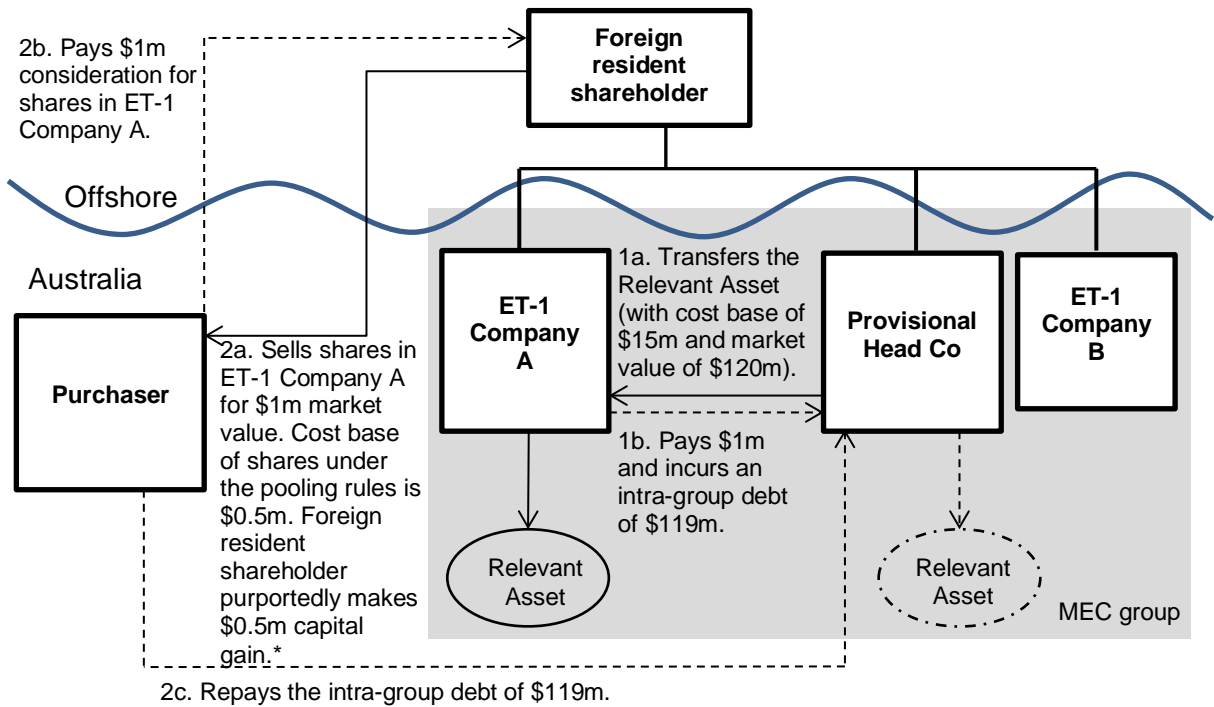 2b. Pays $1m
consideration for
shares in ET-1
Company A.
Foreign
resident
shareholder
Offshore
Australia
Purchaser
2a. Sells shares in
ET-1 Company A
for $1m market
value. Cost base
of shares under
the pooling rules is
$0.5m. Foreign
resident
shareholder
purportedly makes
$0.5m capital
gain.*
ET-1
Company
A
1a. Transfers the
Relevant Asset
(with cost base of
$15m and market
value of $120m).
1b. Pays $1m
and incurs an
intra-group debt
of $119m.
Provisional
Head Co
ET-1
Company
B
Relevant
Asset
Relevant
Asset
MEC group
2c. Repays the intra-group debt of $119m.